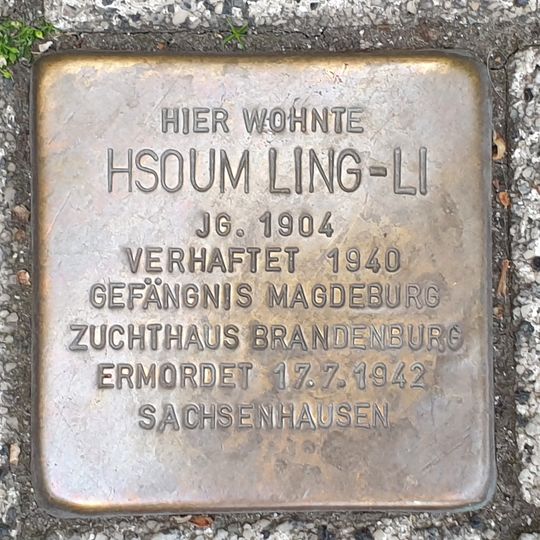 HIER WOHNTE
HSOUM LING-LI
JG. 1904
VERHAFTET 1940
GEFÄNGNIS MAGDEBURG
ZUCHTHAUS BRANDENBURG
ERMORDET 17.7.1942
SACHSENHAUSEN